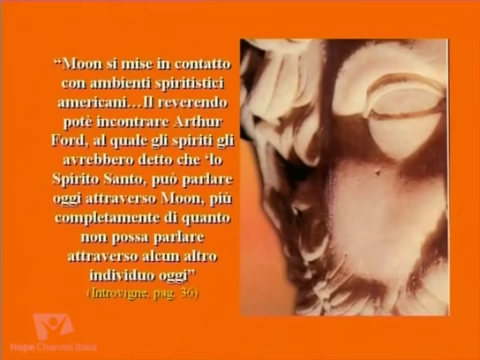 “Moon si mise in contatto
con ambienti spiritistici
americani…Il reverendo
potè incontrare Arthur
Ford, al quale gli spiriti gli
avrebbero detto che ‘lo
Spirito Santo, può parlare
oggi attraverso Moon, più
completamente di quanto
non possa parlare
attraverso alcun altro
individuo oggi”
(Introvigne, pag. 36)
Hope Channel Italia